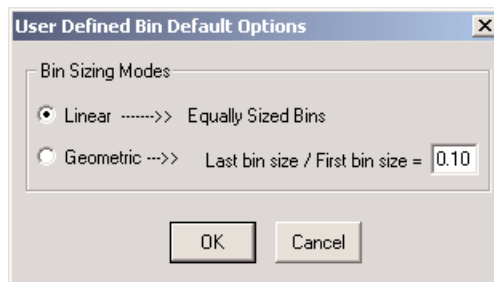 User Defined Bin Default Options
Bin Sizing Modes
Linear ------->> Equally Sized Bins
Geometric --->> Last bin size / First bin size = 0.10
OK Cancel